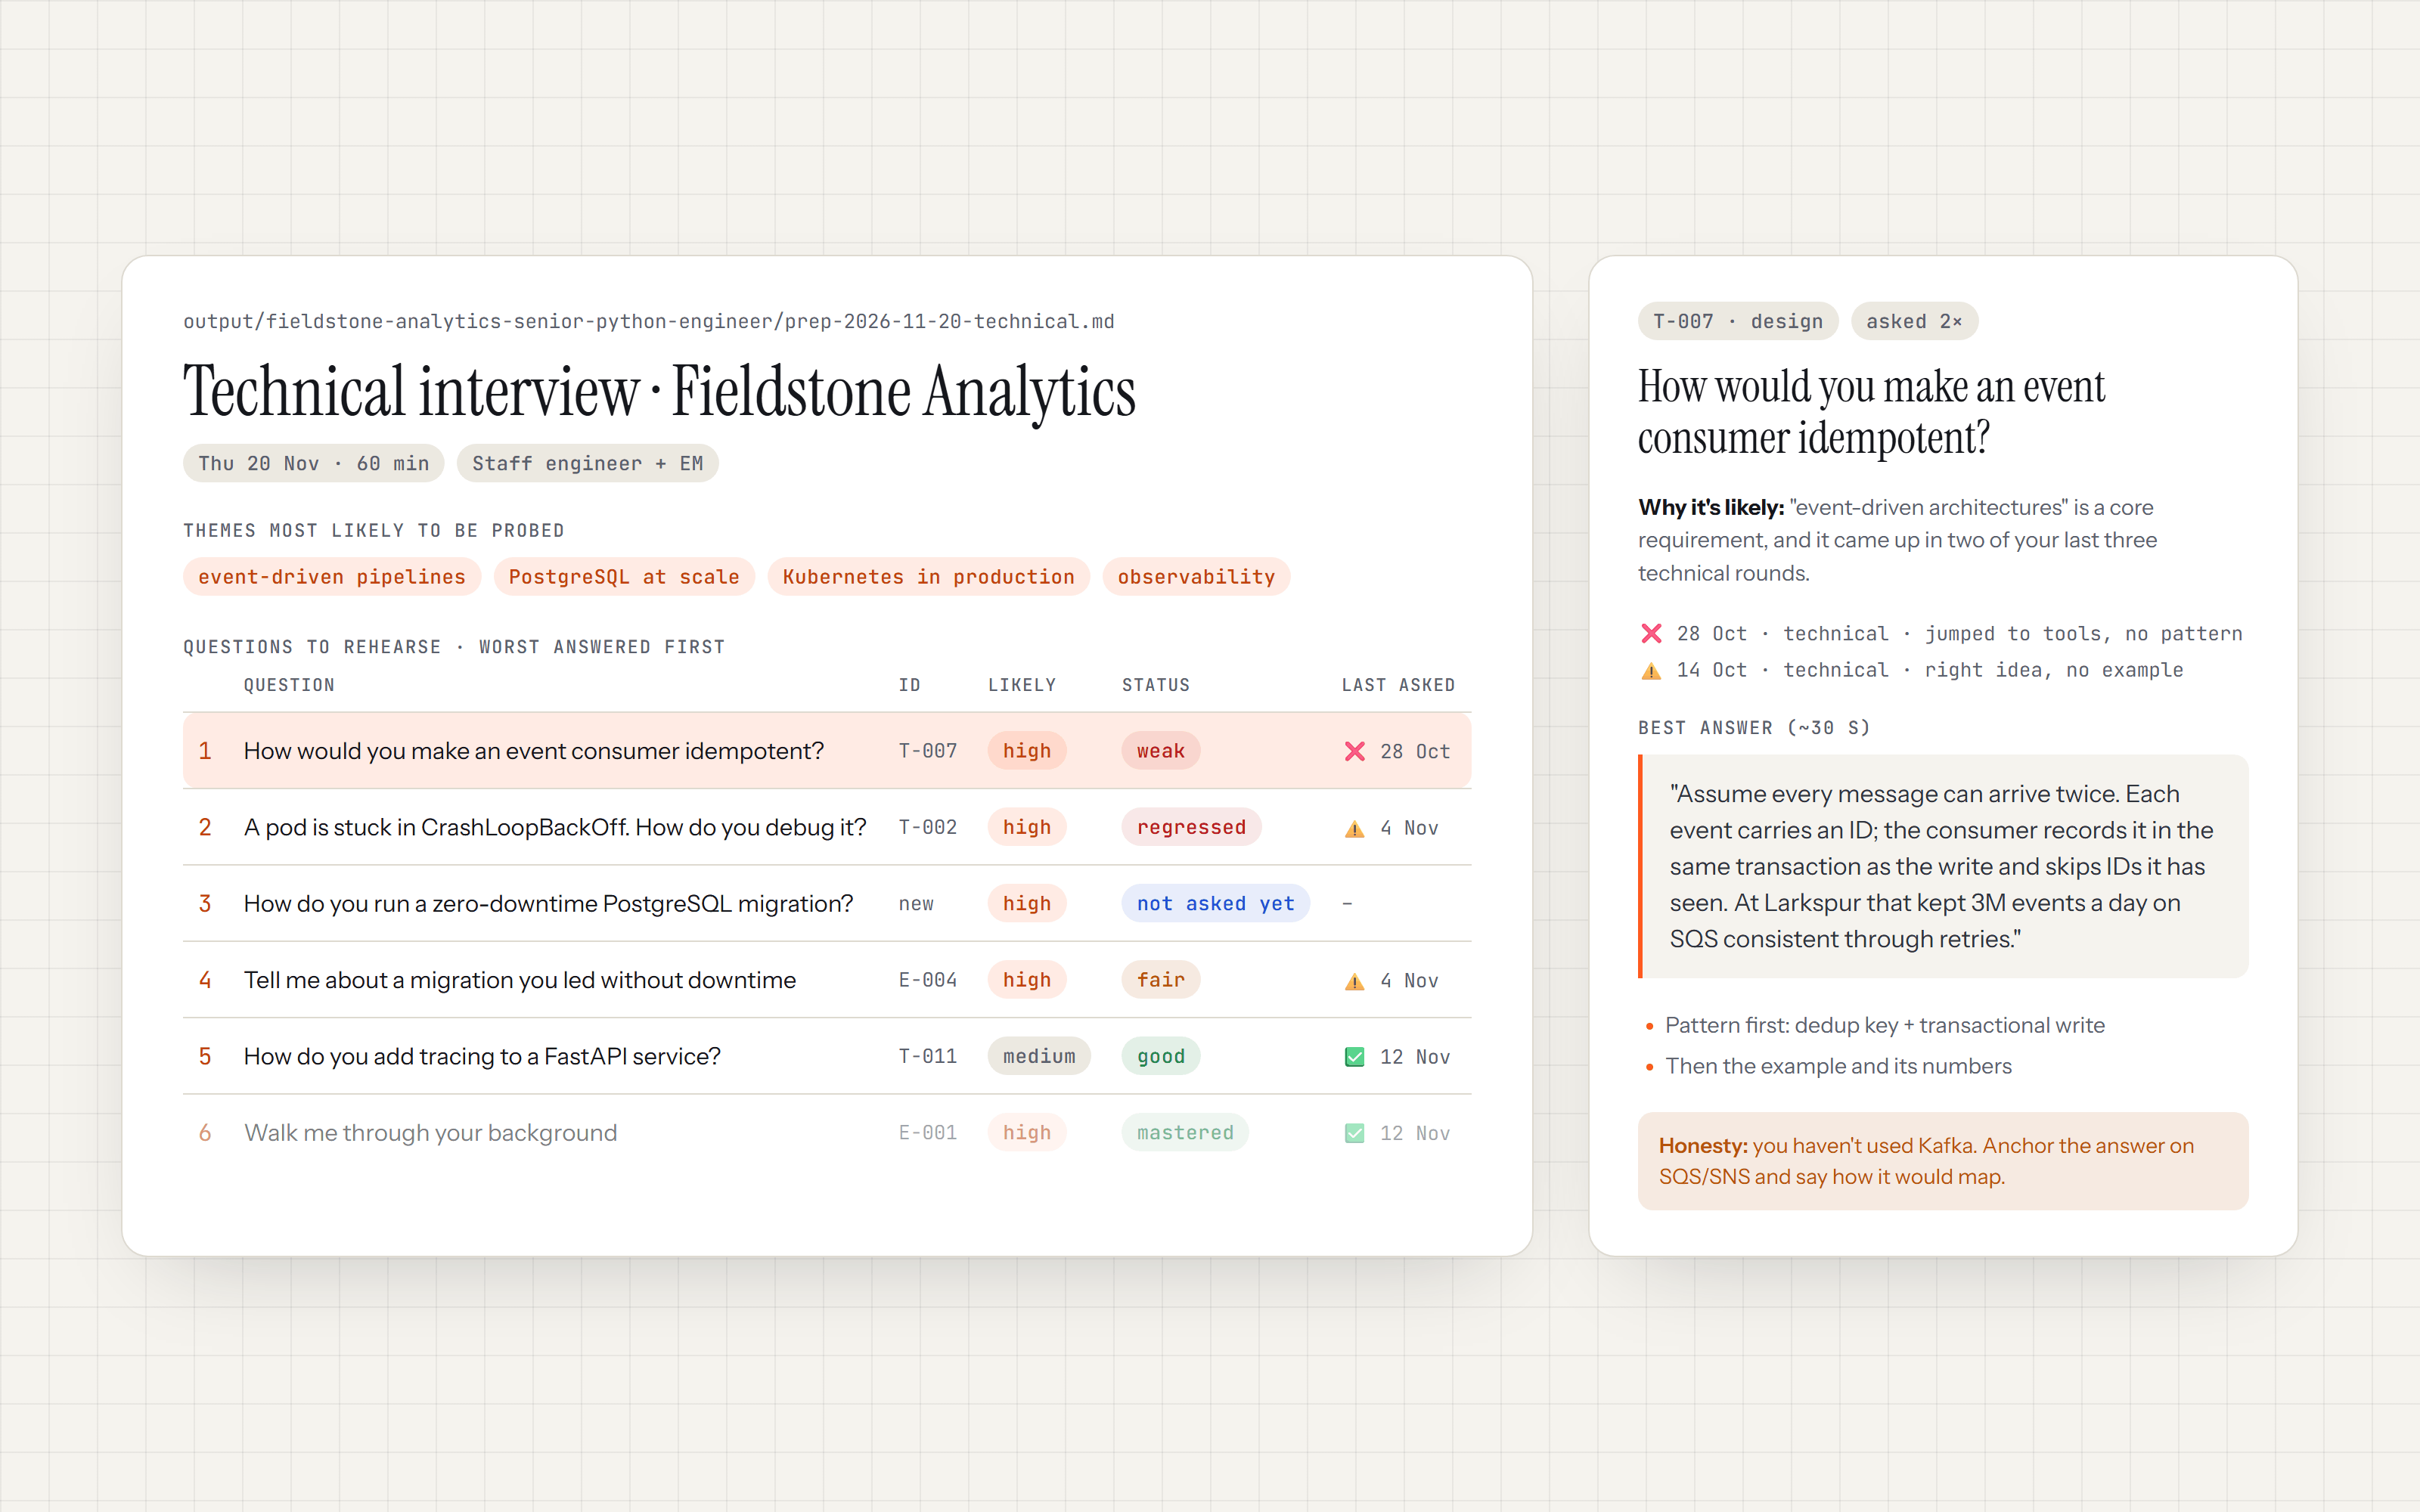 output/fieldstone-analytics-senior-python-engineer/prep-2026-11-20-technical.md
Technical interview · Fieldstone Analytics
Thu 20 Nov · 60 min
Staff engineer + EM
THEMES MOST LIKELY TO BE PROBED
event-driven pipelines
PostgreSQL at scale
Kubernetes in production
observability
QUESTIONS TO REHEARSE · WORST ANSWERED FIRST
QUESTION ID LIKELY STATUS LAST ASKED
1 How would you make an event consumer idempotent? T-007 high weak ❌ 28 Oct
2 A pod is stuck in CrashLoopBackOff. How do you debug it? T-002 high regressed ⚠️ 4 Nov
3 How do you run a zero-downtime PostgreSQL migration? new high not asked yet –
4 Tell me about a migration you led without downtime E-004 high fair ⚠️ 4 Nov
5 How do you add tracing to a FastAPI service? T-011 medium good ✅ 12 Nov
6 Walk me through your background E-001 high mastered ✅ 12 Nov
T-007 · design
asked 2×
How would you make an event
consumer idempotent?
Why it's likely: "event-driven architectures" is a core
requirement, and it came up in two of your last three
technical rounds.
❌ 28 Oct · technical · jumped to tools, no pattern
⚠️ 14 Oct · technical · right idea, no example
BEST ANSWER (~30 S)
"Assume every message can arrive twice. Each
event carries an ID; the consumer records it in the
same transaction as the write and skips IDs it has
seen. At Larkspur that kept 3M events a day on
SQS consistent through retries."
• Pattern first: dedup key + transactional write
• Then the example and its numbers
Honesty: you haven't used Kafka. Anchor the answer on
SQS/SNS and say how it would map.